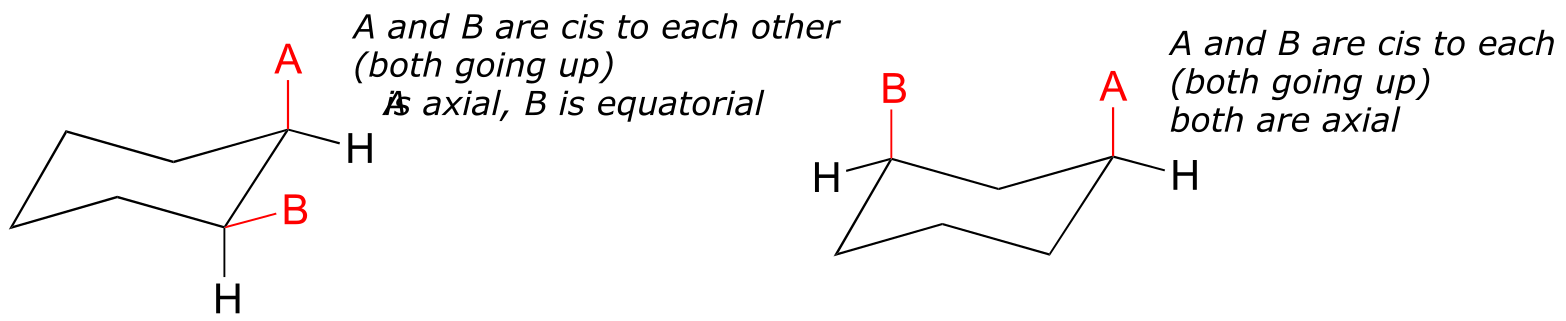 A and B are cis to each other
(both going up)
A is axial, B is equatorial
A
H
B
H
A and B are cis to each
(both going up)
both are axial
B
A
H
H